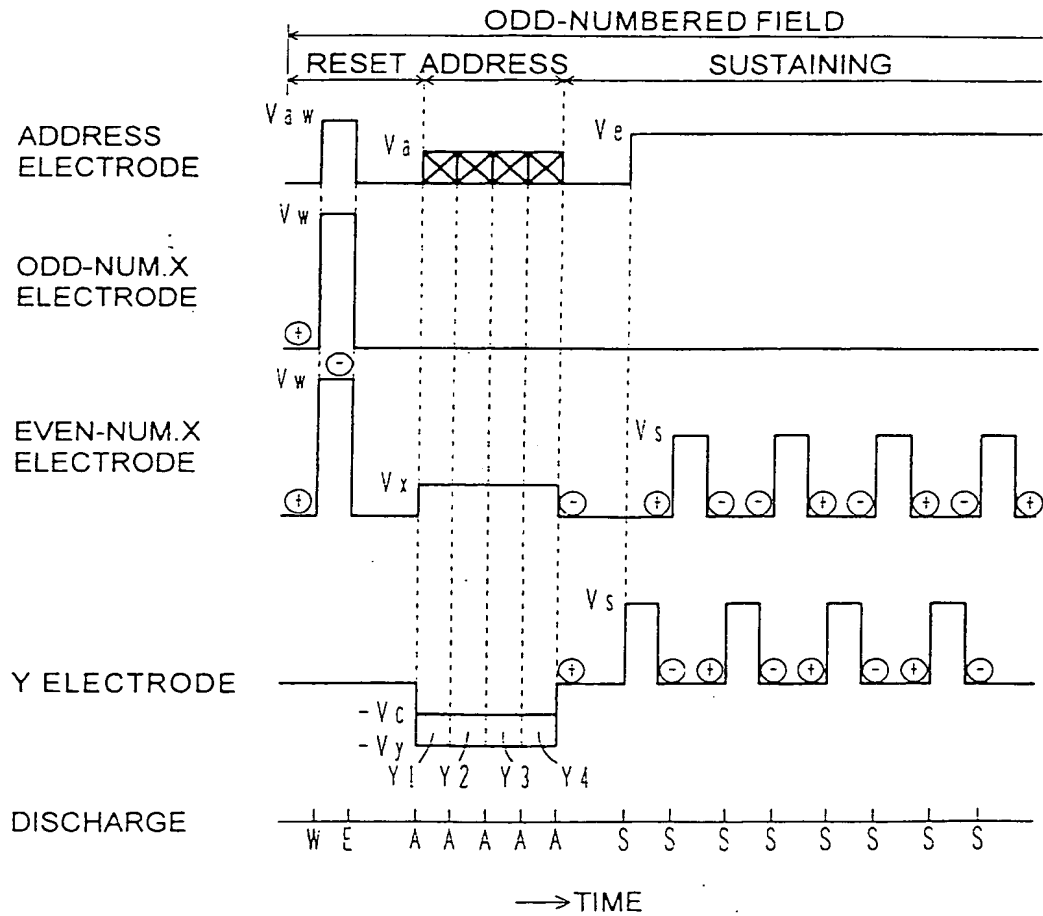 ODD-NUMBERED FIELD
RESET ADDRESS SUSTAINING
Vaw
ADDRESS
ELECTRODE
Va
Ve
Vw
ODD-NUM.X
ELECTRODE
+
-
Vw
EVEN-NUM.X
ELECTRODE
Vs
Vx
+ - + - - + - + - +
Vs
Y ELECTRODE
+ - + - + - + -
-Vc
-Vy
Y1 Y2 Y3 Y4
DISCHARGE
W E A A A A A S S S S S S S S
→TIME